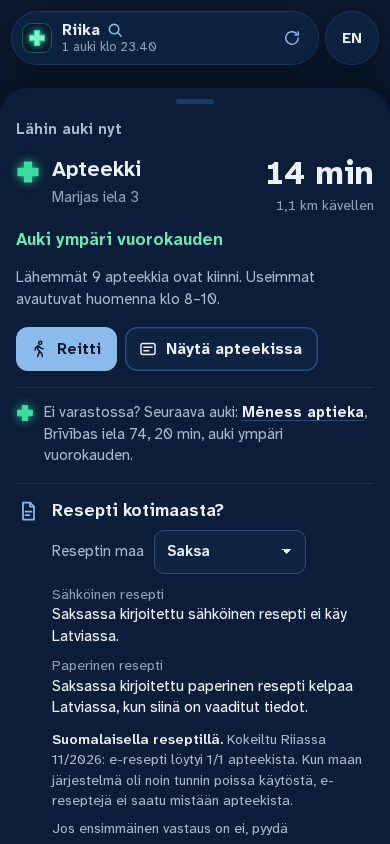 Riika
1 auki klo 23.40
EN
Lähin auki nyt
Apteekki
14 min
Marijas iela 3
1,1 km kävellen
Auki ympäri vuorokauden
Lähemmät 9 apteekkia ovat kiinni. Useimmat
avautuvat huomenna klo 8–10.
Reitti
Näytä apteekissa
Ei varastossa? Seuraava auki: Mēness aptieka,
Brīvības iela 74, 20 min, auki ympäri
vuorokauden.
Resepti kotimaasta?
Reseptin maa
Saksa
Sähköinen resepti
Saksassa kirjoitettu sähköinen resepti ei käy
Latviassa.
Paperinen resepti
Saksassa kirjoitettu paperinen resepti kelpaa
Latviassa, kun siinä on vaaditut tiedot.
Suomalaisella reseptillä. Kokeiltu Riiassa
11/2026: e-resepti löytyi 1/1 apteekista. Kun maan
järjestelmä oli noin tunnin poissa käytöstä, e-
reseptejä ei saatu mistään apteekista.
Jos ensimmäinen vastaus on ei, pyydä